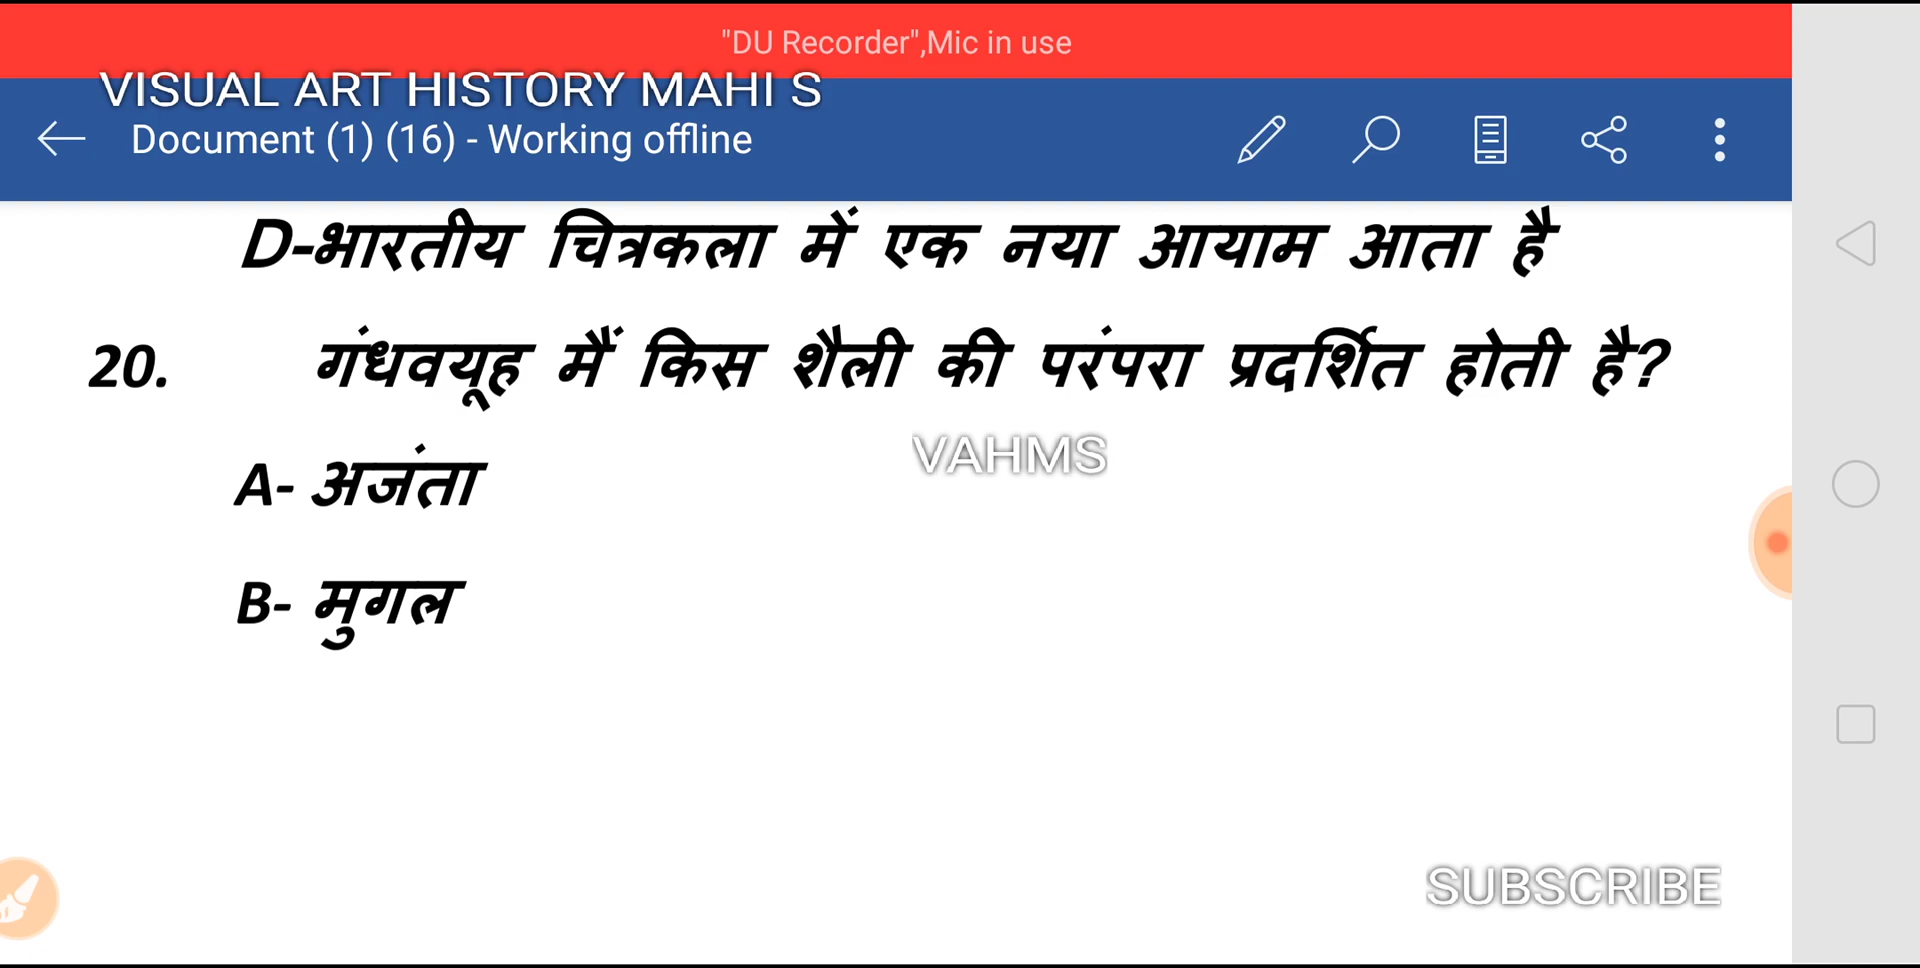 "DU Recorder",Mic in use
VISUAL ART HISTORY MAHI S
Document (1) (16) - Working offline
D-भारतीय चित्रकला में एक नया आयाम आता है
20. गंधवयूह मैं किस शैली की परंपरा प्रदर्शित होती है?
VAHMS
A- अजंता
B- मुगल
SUBSCRIBE